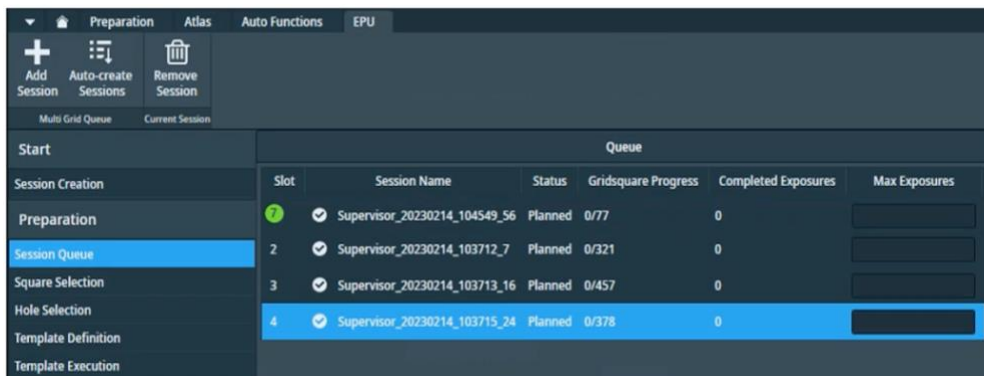 Preparation Atlas Auto Functions EPU
Add Session Auto-create Sessions Remove Session
Multi Grid Queue Current Session
Start
Session Creation
Preparation
Session Queue
Square Selection
Hole Selection
Template Definition
Template Execution
Queue
Slot Session Name Status Gridsquare Progress Completed Exposures Max Exposures
7 Supervisor_20230214_104549_56 Planned 0/77 0
2 Supervisor_20230214_103712_7 Planned 0/321 0
3 Supervisor_20230214_103713_16 Planned 0/457 0
4 Supervisor_20230214_103715_24 Planned 0/378 0